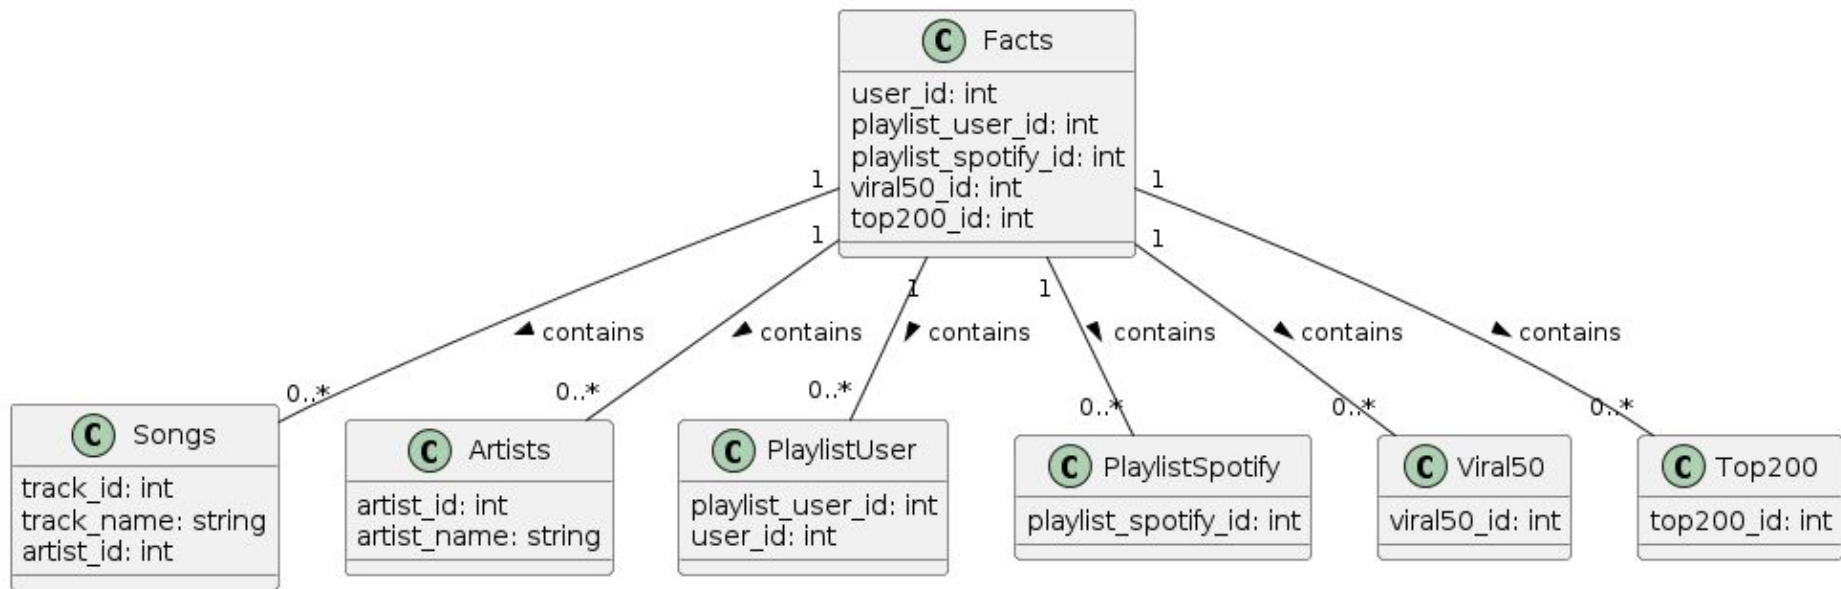 C Facts
user_id: int
playlist_user_id: int
playlist_spotify_id: int
viral50_id: int
top200_id: int
1
1
1
1
1
1
contains
contains
contains
contains
contains
contains
0..*
0..*
0..*
0..*
0..*
0..*
C Songs
track_id: int
track_name: string
artist_id: int
C Artists
artist_id: int
artist_name: string
C PlaylistUser
playlist_user_id: int
user_id: int
C PlaylistSpotify
playlist_spotify_id: int
C Viral50
viral50_id: int
C Top200
top200_id: int